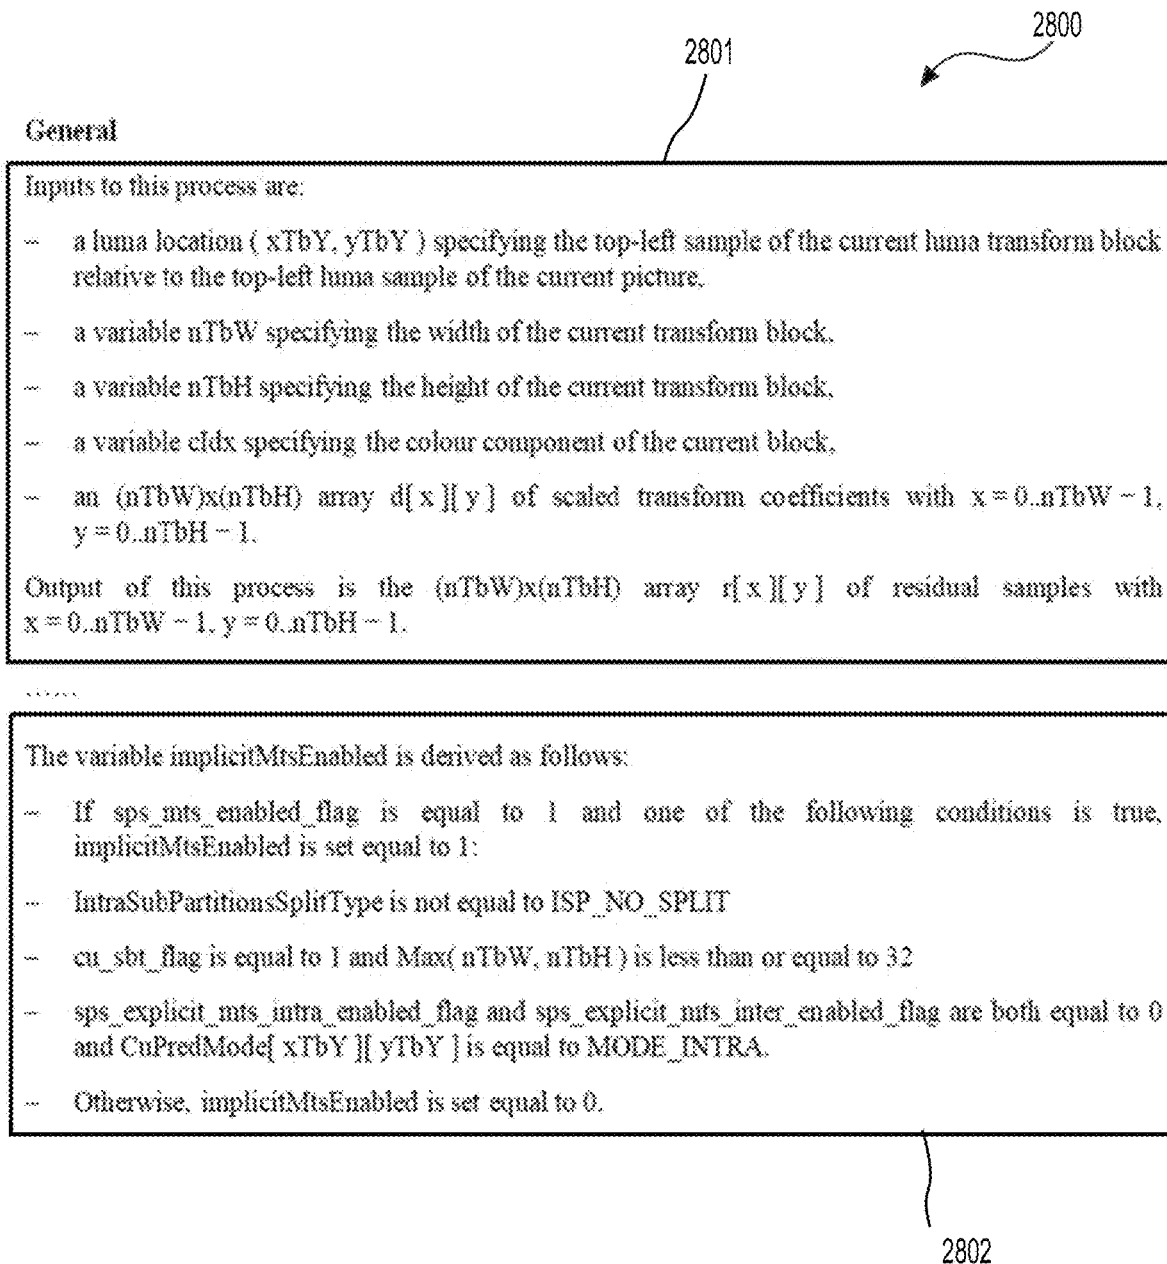 2800
2801
General
Inputs to this process are:
– a luma location ( xTbY, yTbY ) specifying the top-left sample of the current luma transform block
relative to the top-left luma sample of the current picture,
– a variable nTbW specifying the width of the current transform block,
– a variable nTbH specifying the height of the current transform block,
– a variable cIdx specifying the colour component of the current block,
– an (nTbW)x(nTbH) array d[ x ][ y ] of scaled transform coefficients with x = 0..nTbW − 1,
y = 0..nTbH − 1.
Output of this process is the (nTbW)x(nTbH) array r[ x ][ y ] of residual samples with
x = 0..nTbW − 1, y = 0..nTbH − 1.
……
The variable implicitMtsEnabled is derived as follows:
– If sps_mts_enabled_flag is equal to 1 and one of the following conditions is true,
implicitMtsEnabled is set equal to 1:
– IntraSubPartitionsSplitType is not equal to ISP_NO_SPLIT
– cu_sbt_flag is equal to 1 and Max( nTbW, nTbH ) is less than or equal to 32
– sps_explicit_mts_intra_enabled_flag and sps_explicit_mts_inter_enabled_flag are both equal to 0
and CuPredMode[ xTbY ][ yTbY ] is equal to MODE_INTRA.
– Otherwise, implicitMtsEnabled is set equal to 0.
2802